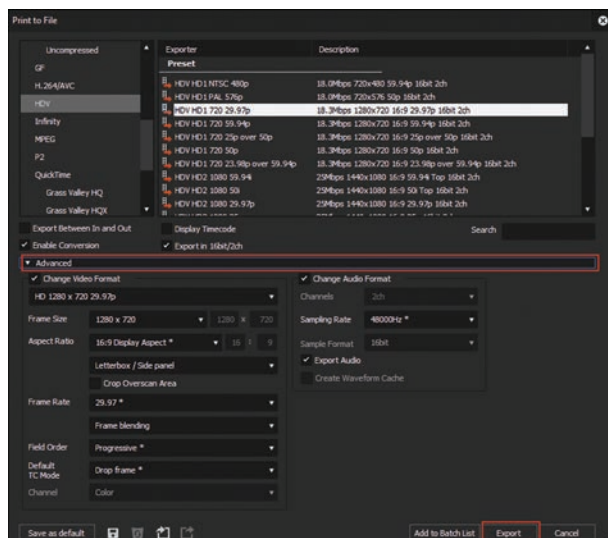 Print to File
Uncompressed
GF
H.264/AVC
HDV
Infinity
MPEG
P2
QuickTime
Grass Valley HQ
Grass Valley HQX
Exporter Description
Preset
HDV HD1 NTSC 480p 18.0Mbps 720x480 59.94p 16bit 2ch
HDV HD1 PAL 576p 18.0Mbps 720x576 50p 16bit 2ch
HDV HD1 720 29.97p 18.3Mbps 1280x720 16:9 29.97p 16bit 2ch
HDV HD1 720 59.94p 18.3Mbps 1280x720 16:9 59.94p 16bit 2ch
HDV HD1 720 25p over 50p 18.3Mbps 1280x720 16:9 25p over 50p 16bit 2ch
HDV HD1 720 50p 18.3Mbps 1280x720 16:9 50p 16bit 2ch
HDV HD1 720 23.98p over 59.94p 18.3Mbps 1280x720 16:9 23.98p over 59.94p 16bit 2ch
HDV HD2 1080 59.94i 25Mbps 1440x1080 16:9 59.94i Top 16bit 2ch
HDV HD2 1080 50i 25Mbps 1440x1080 16:9 50i Top 16bit 2ch
HDV HD2 1080 29.97p 25Mbps 1440x1080 16:9 29.97p 16bit 2ch
Export Between In and Out Display Timecode Search
Enable Conversion Export in 16bit/2ch
Advanced
Change Video Format
HD 1280 x 720 29.97p
Frame Size 1280 x 720 1280 x 720
Aspect Ratio 16:9 Display Aspect * 16 : 9
Letterbox / Side panel
Crop Overscan Area
Frame Rate 29.97 *
Frame blending
Field Order Progressive *
Default
TC Mode Drop frame *
Channel Color
Change Audio Format
Channels 2ch
Sampling Rate 48000Hz *
Sample Format 16bit
Export Audio
Create Waveform Cache
Save as default Add to Batch List Export Cancel